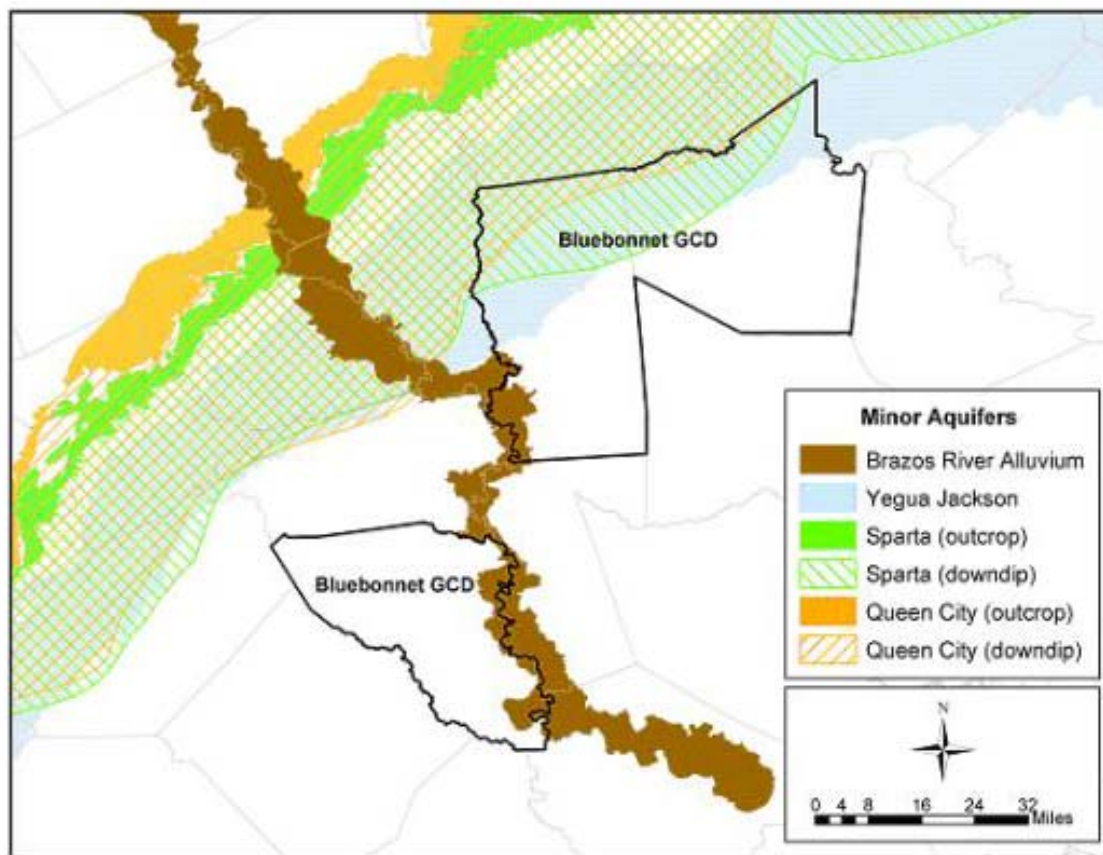 Bluebonnet GCD
Bluebonnet GCD
Minor Aquifers
Brazos River Alluvium
Yegua Jackson
Sparta (outcrop)
Sparta (downdip)
Queen City (outcrop)
Queen City (downdip)
N
0 4 8 16 24 32
Miles